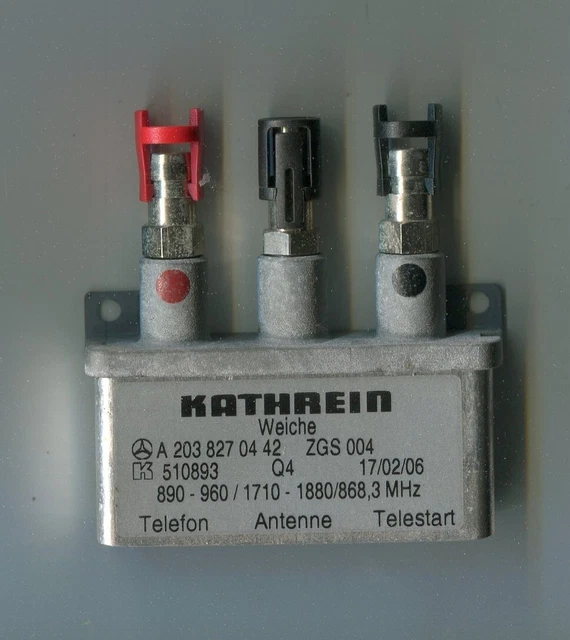 KATHREIN
Weiche
A 203 827 04 42 ZGS 004
K 510893 Q4 17/02/06
890 - 960 / 1710 - 1880/868,3 MHz
Telefon Antenne Telestart